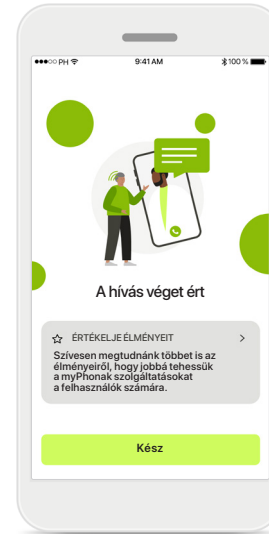 PH 9:41 AM 100 %
A hívás véget ért
ÉRTÉKELJE ÉLMÉNYEIT
Szívesen megtudnánk többet is az
élményeiről, hogy jobbá tehessük
a myPhonak szolgáltatásokat
a felhasználók számára.
Kész